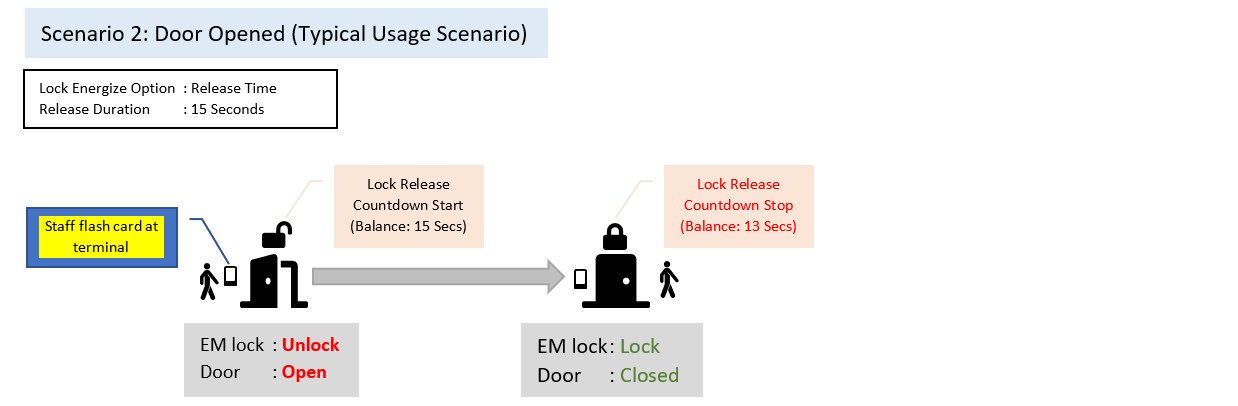 Scenario 2: Door Opened (Typical Usage Scenario)
Lock Energize Option : Release Time
Release Duration : 15 Seconds
Staff flash card at
terminal
Lock Release
Countdown Start
(Balance: 15 Secs)
Lock Release
Countdown Stop
(Balance: 13 Secs)
EM lock : Unlock
Door : Open
EM lock : Lock
Door : Closed